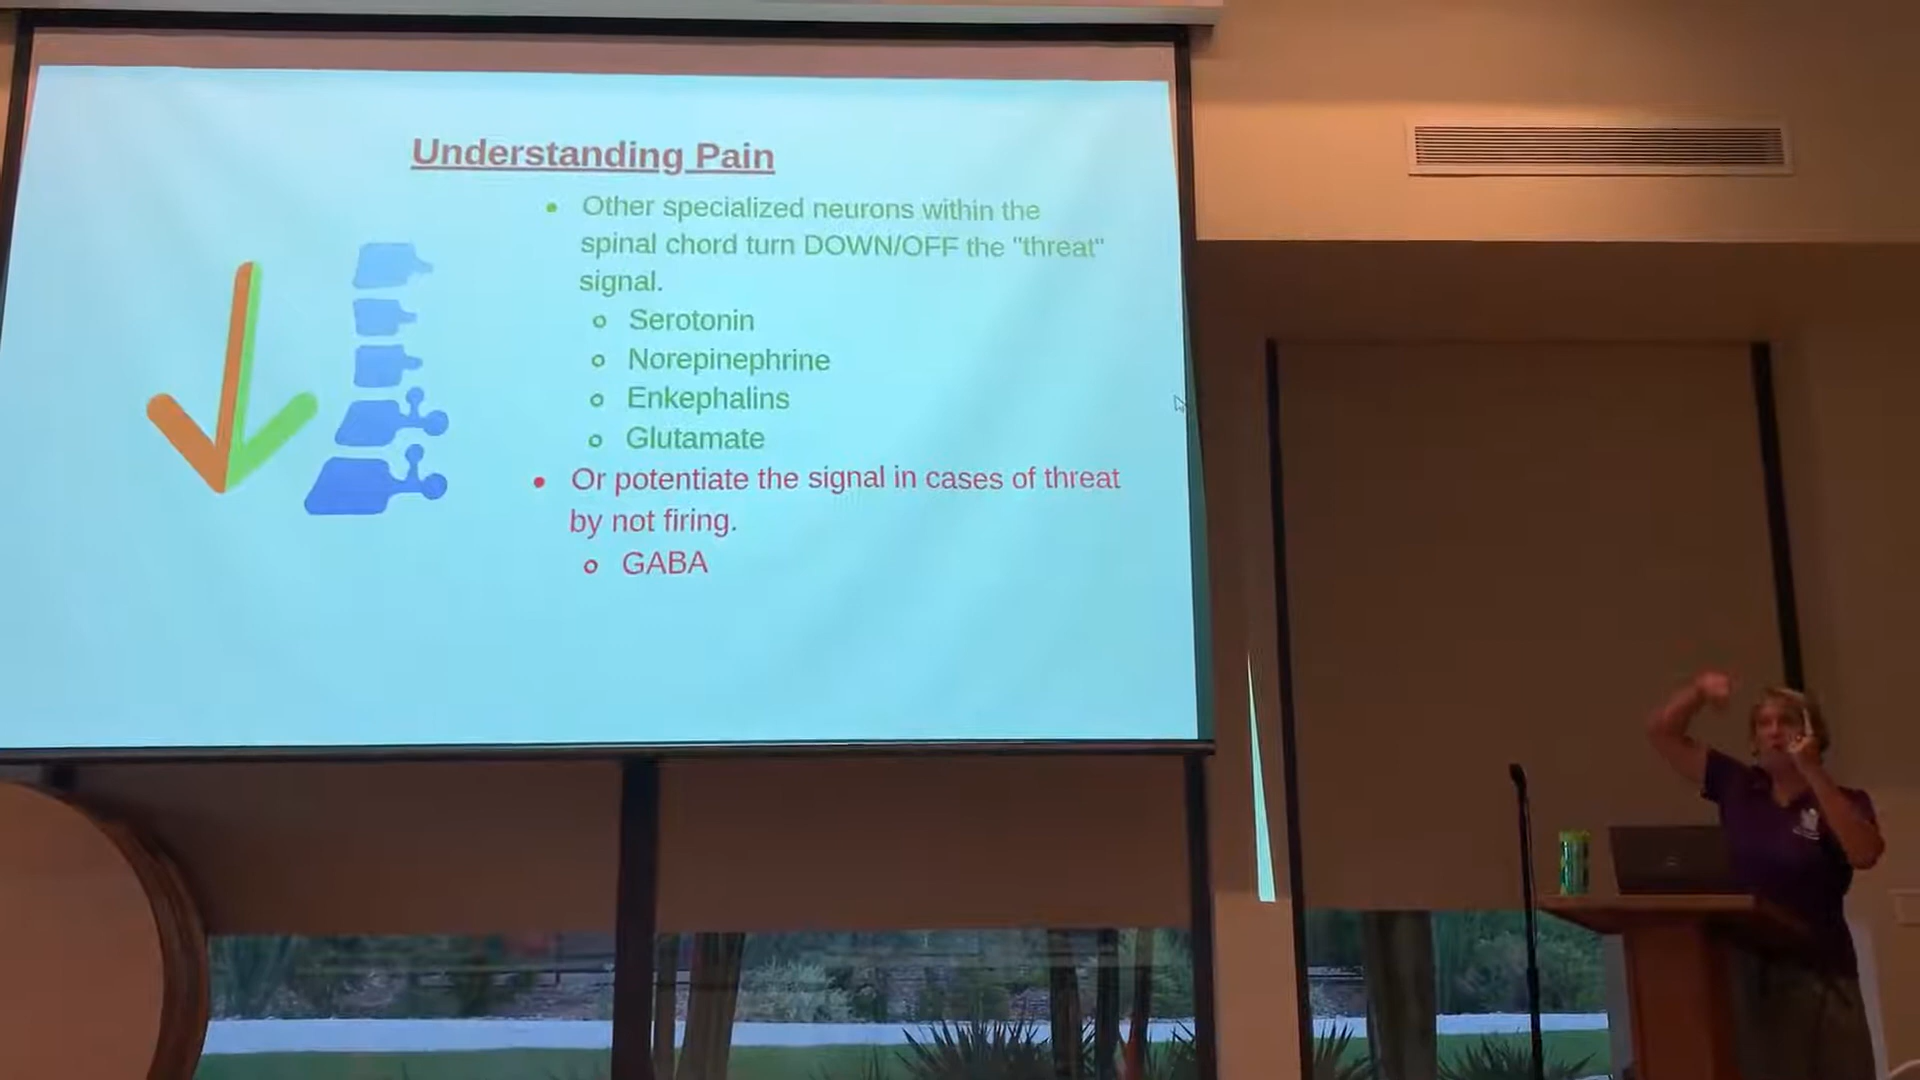 Understanding Pain
Other specialized neurons within the
spinal chord turn DOWN/OFF the "threat"
signal.
Serotonin
Norepinephrine
Enkephalins
Glutamate
Or potentiate the signal in cases of threat
by not firing.
GABA